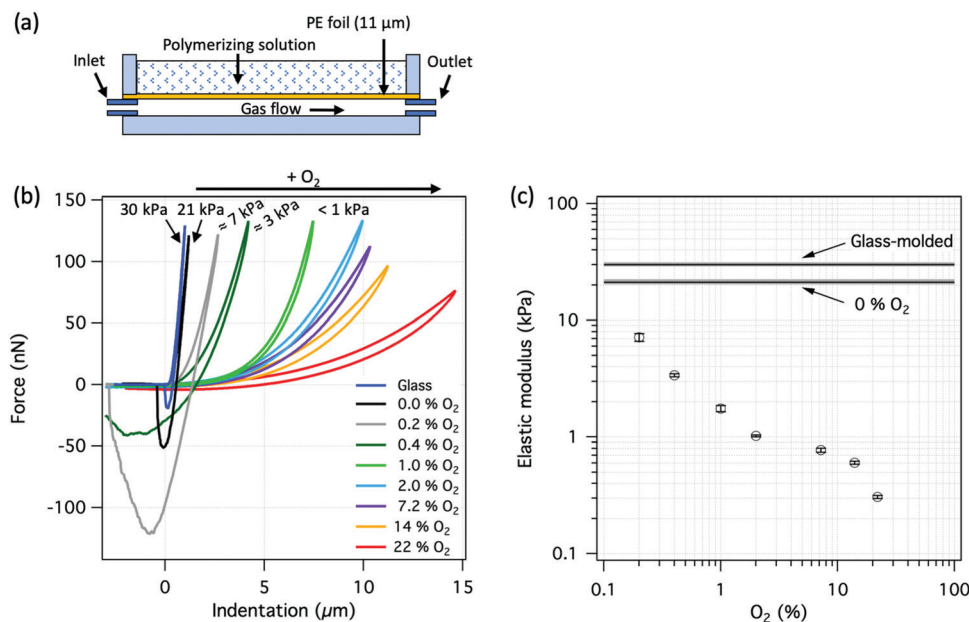 (a)
PE foil (11 µm)
Polymerizing solution
Inlet
Outlet
Gas flow
(b)
+ O2
30 kPa
21 kPa
≈ 7 kPa
≈ 3 kPa
< 1 kPa
150
100
50
0
-50
-100
Force (nN)
Glass
0.0 % O2
0.2 % O2
0.4 % O2
1.0 % O2
2.0 % O2
7.2 % O2
14 % O2
22 % O2
0
5
10
15
Indentation (µm)
(c)
100
10
1
0.1
Elastic modulus (kPa)
Glass-molded
0 % O2
0.1
1
10
100
O2 (%)